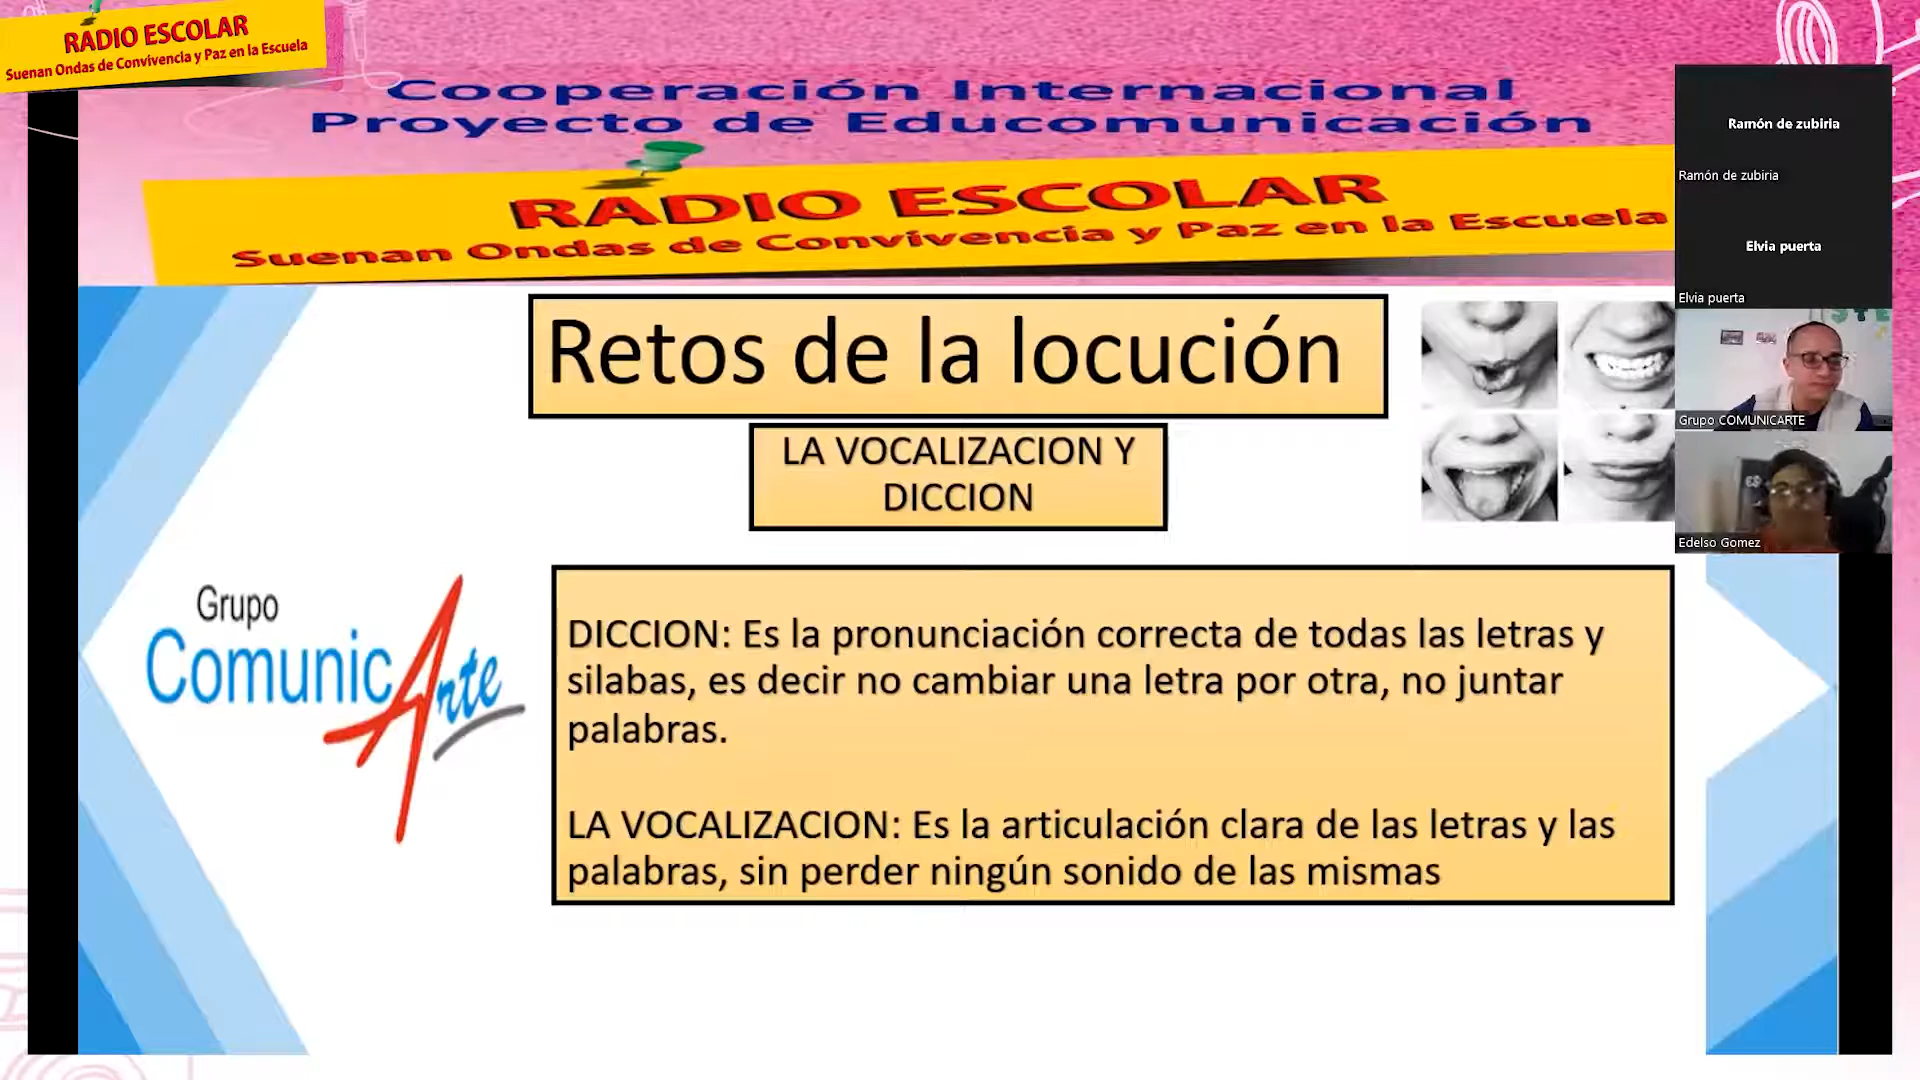 RADIO ESCOLAR
Suenan Ondas de Convivencia y Paz en la Escuela
Cooperación Internacional
Proyecto de Educomunicación
RADIO ESCOLAR
Suenan Ondas de Convivencia y Paz en la Escuela
Retos de la locución
LA VOCALIZACION Y
DICCION
Grupo
ComunicArte
DICCION: Es la pronunciación correcta de todas las letras y
silabas, es decir no cambiar una letra por otra, no juntar
palabras.
LA VOCALIZACION: Es la articulación clara de las letras y las
palabras, sin perder ningún sonido de las mismas
Ramón de zubiria
Ramón de zubiria
Elvia puerta
Elvia puerta
Grupo COMUNICARTE
Edelso Gomez